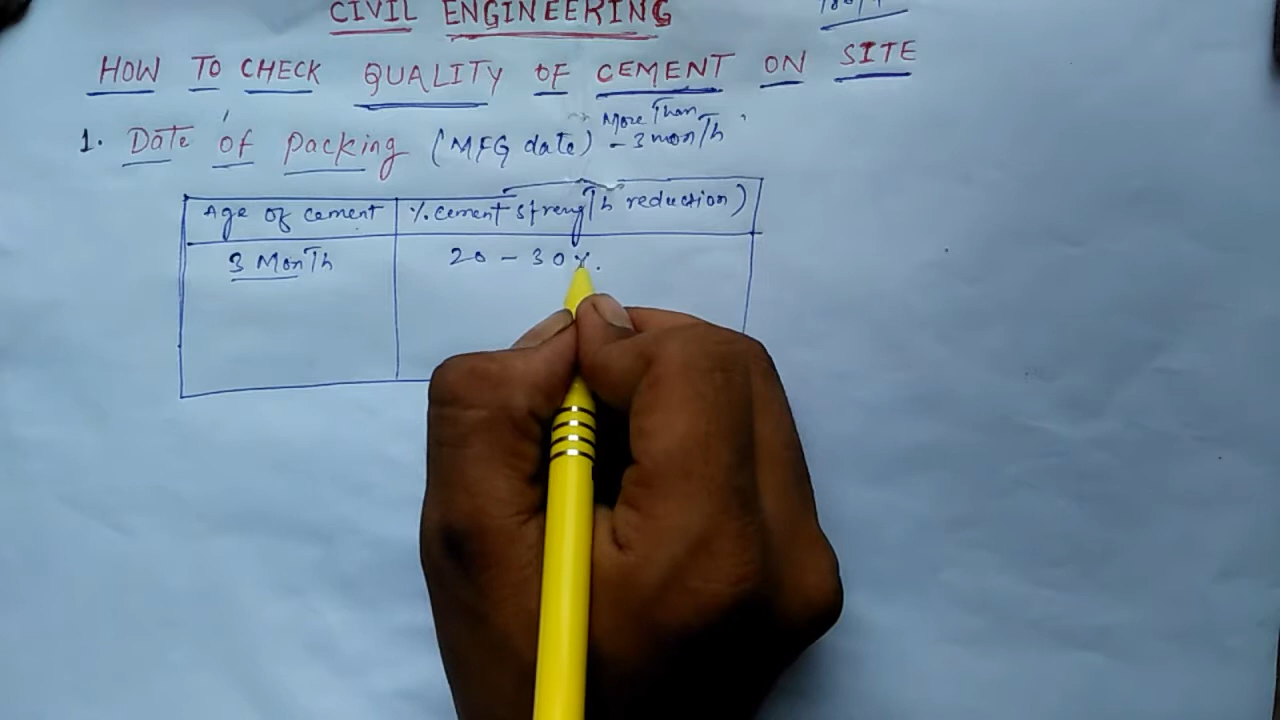 CIVIL ENGINEERING
HOW TO CHECK QUALITY OF CEMENT ON SITE
1. Date of packing (MFG date) - More Than 3 month
Age of cement % cement strength reduction)
3 MonTh 20 - 30%.